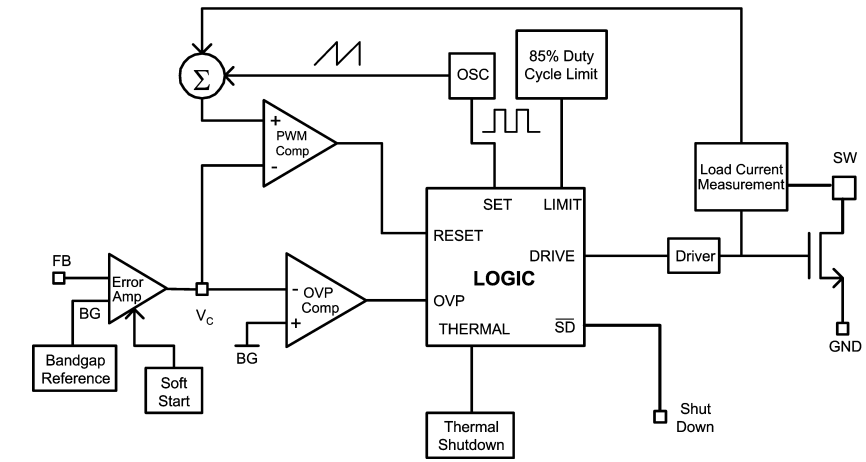 Σ
OSC
85% Duty
Cycle Limit
+
PWM
Comp
-
Load Current
Measurement
SW
SET
LIMIT
RESET
DRIVE
LOGIC
Driver
FB
Error
Amp
BG
-
OVP
Comp
+
OVP
V_C
BG
THERMAL
SD
GND
Bandgap
Reference
Soft
Start
Thermal
Shutdown
Shut
Down